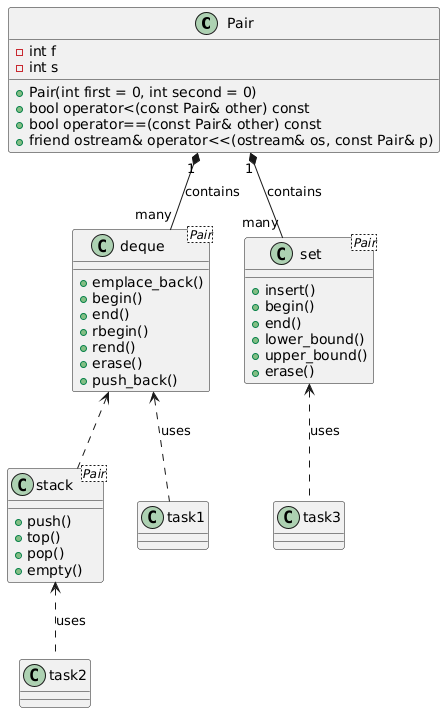 C Pair
int f
int s
Pair(int first = 0, int second = 0)
bool operator<(const Pair& other) const
bool operator==(const Pair& other) const
friend ostream& operator<<(ostream& os, const Pair& p)
1
1
contains
contains
many
many
C deque
Pair
emplace_back()
begin()
end()
rbegin()
rend()
erase()
push_back()
C set
Pair
insert()
begin()
end()
lower_bound()
upper_bound()
erase()
uses
uses
C stack
Pair
push()
top()
pop()
empty()
C task1
C task3
uses
C task2